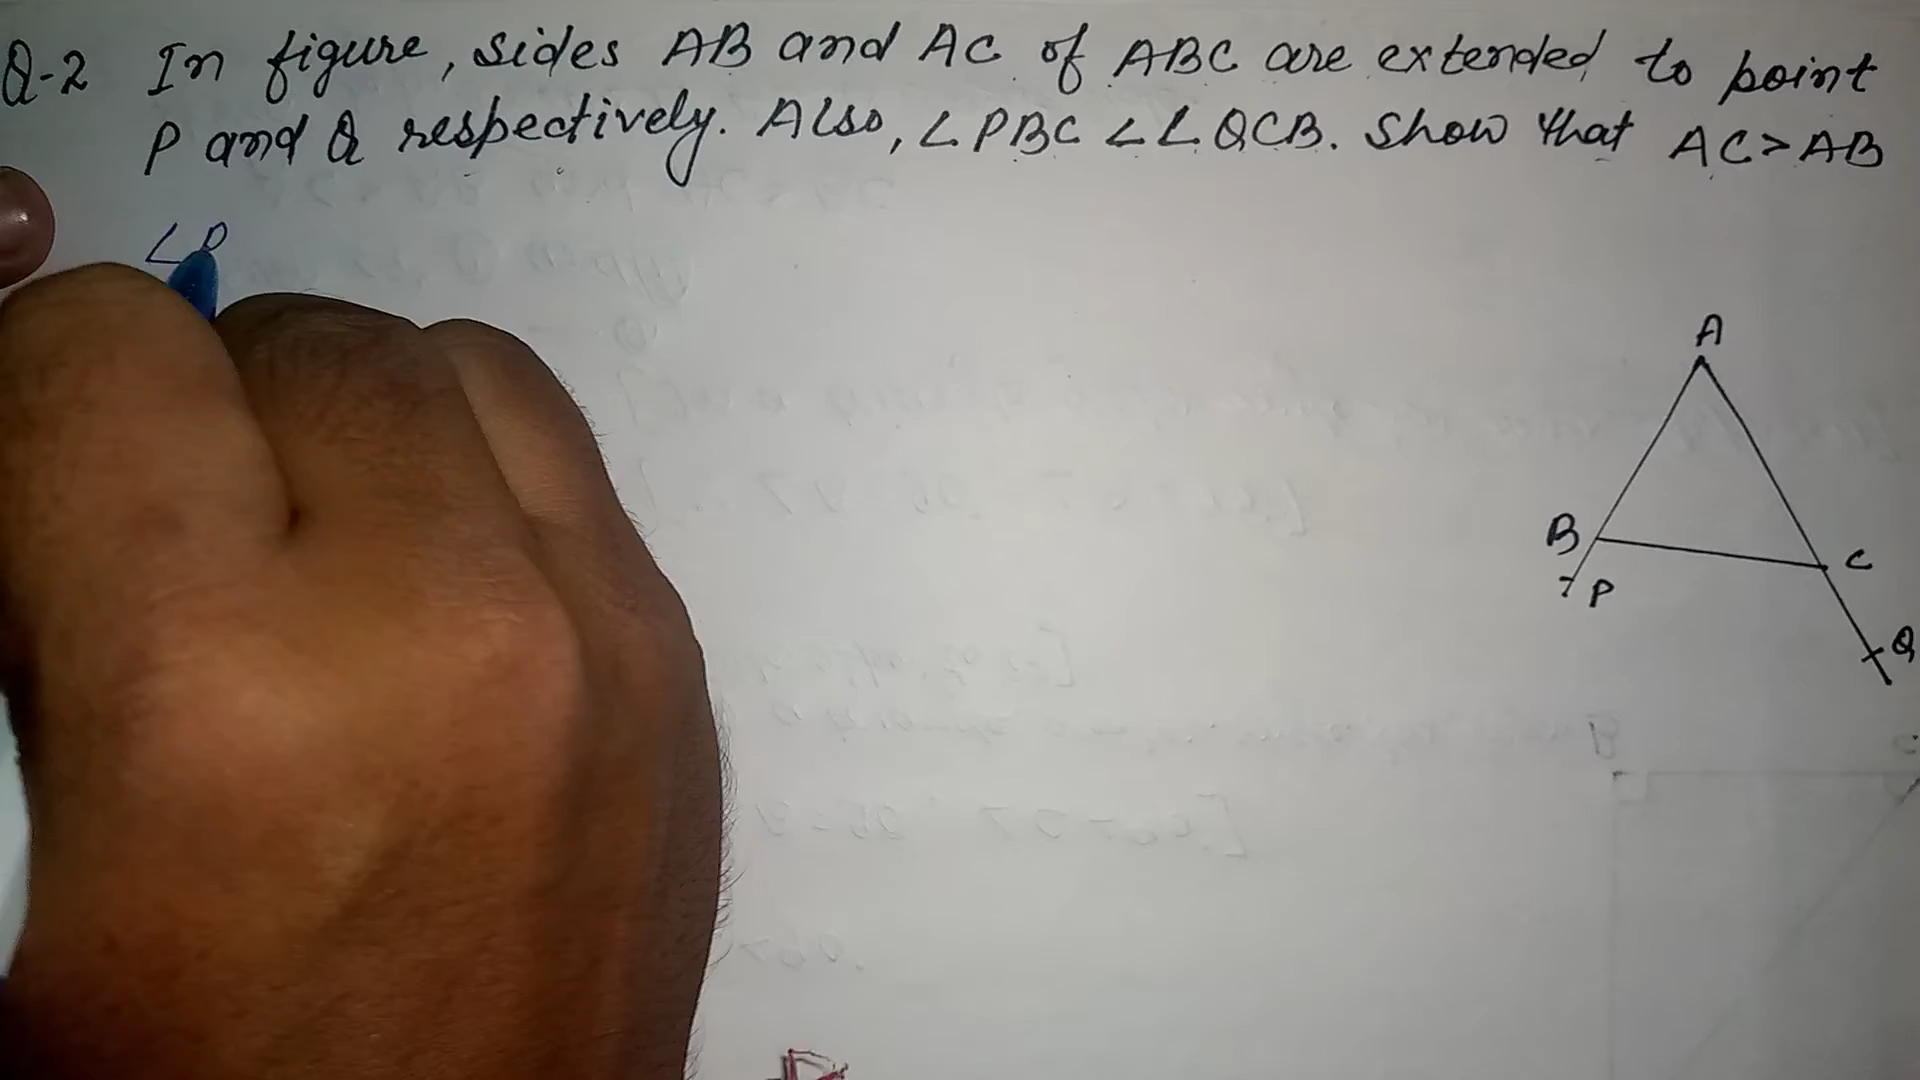 Q-2 In figure, sides AB and AC of ABC are extended to point
P and Q respectively. Also, ∠PBC < ∠QCB. Show that AC > AB
∠P
A
B
C
P
Q